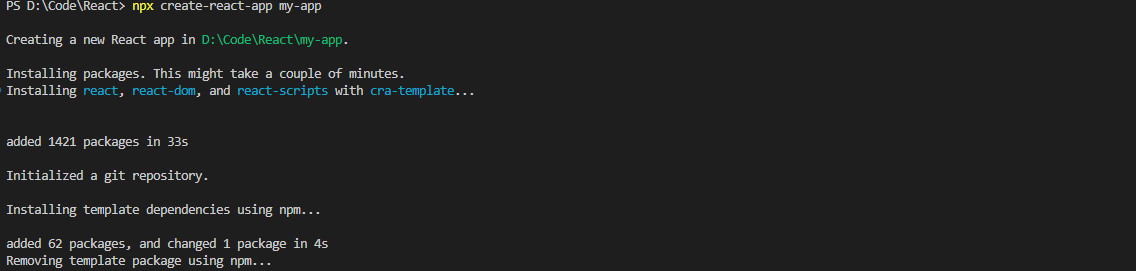 PS D:\Code\React> npx create-react-app my-app
Creating a new React app in D:\Code\React\my-app.
Installing packages. This might take a couple of minutes.
Installing react, react-dom, and react-scripts with cra-template...
added 1421 packages in 33s
Initialized a git repository.
Installing template dependencies using npm...
added 62 packages, and changed 1 package in 4s
Removing template package using npm...